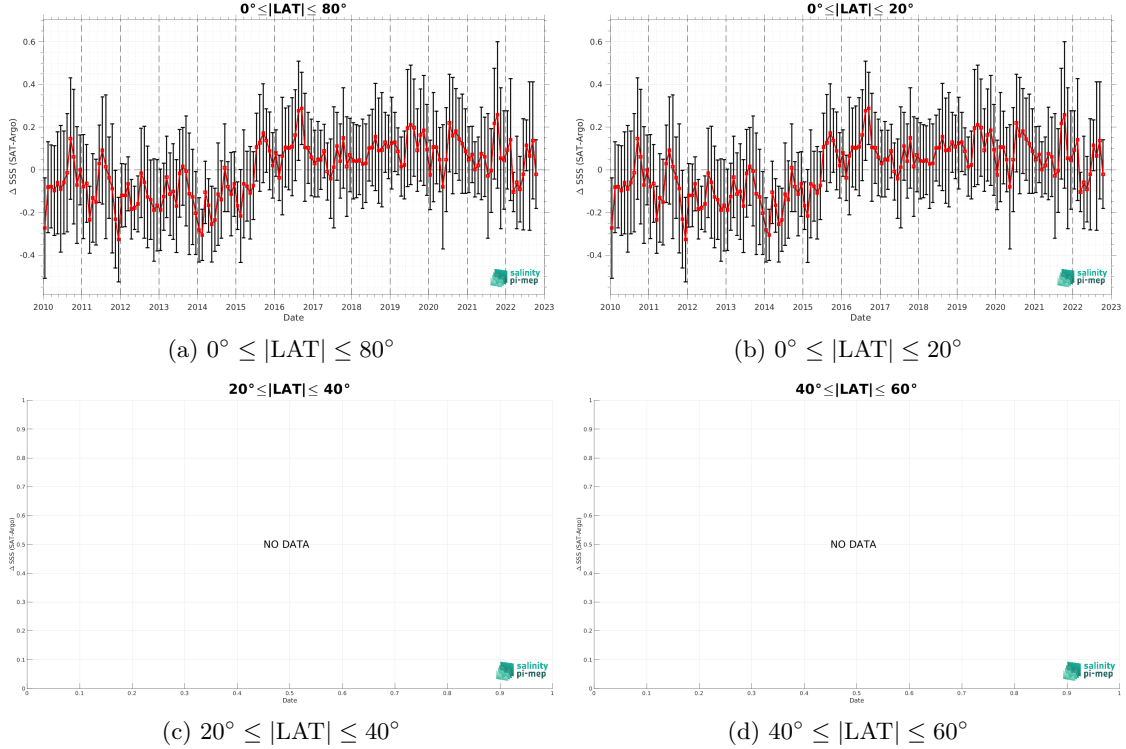 0°≤|LAT|≤ 80°
Δ SSS (SAT-Argo)
0.6
0.4
0.2
0
-0.2
-0.4
2010 2011 2012 2013 2014 2015 2016 2017 2018 2019 2020 2021 2022 2023
Date
salinity
pi-mep
(a) 0° ≤ |LAT| ≤ 80°
0°≤|LAT|≤ 20°
Δ SSS (SAT-Argo)
0.6
0.4
0.2
0
-0.2
-0.4
2010 2011 2012 2013 2014 2015 2016 2017 2018 2019 2020 2021 2022 2023
Date
salinity
pi-mep
(b) 0° ≤ |LAT| ≤ 20°
20°≤|LAT|≤ 40°
Δ SSS (SAT-Argo)
1
0.9
0.8
0.7
0.6
0.5
0.4
0.3
0.2
0.1
0
NO DATA
0 0.1 0.2 0.3 0.4 0.5 0.6 0.7 0.8 0.9 1
Date
salinity
pi-mep
(c) 20° ≤ |LAT| ≤ 40°
40°≤|LAT|≤ 60°
Δ SSS (SAT-Argo)
1
0.9
0.8
0.7
0.6
0.5
0.4
0.3
0.2
0.1
0
NO DATA
0 0.1 0.2 0.3 0.4 0.5 0.6 0.7 0.8 0.9 1
Date
salinity
pi-mep
(d) 40° ≤ |LAT| ≤ 60°